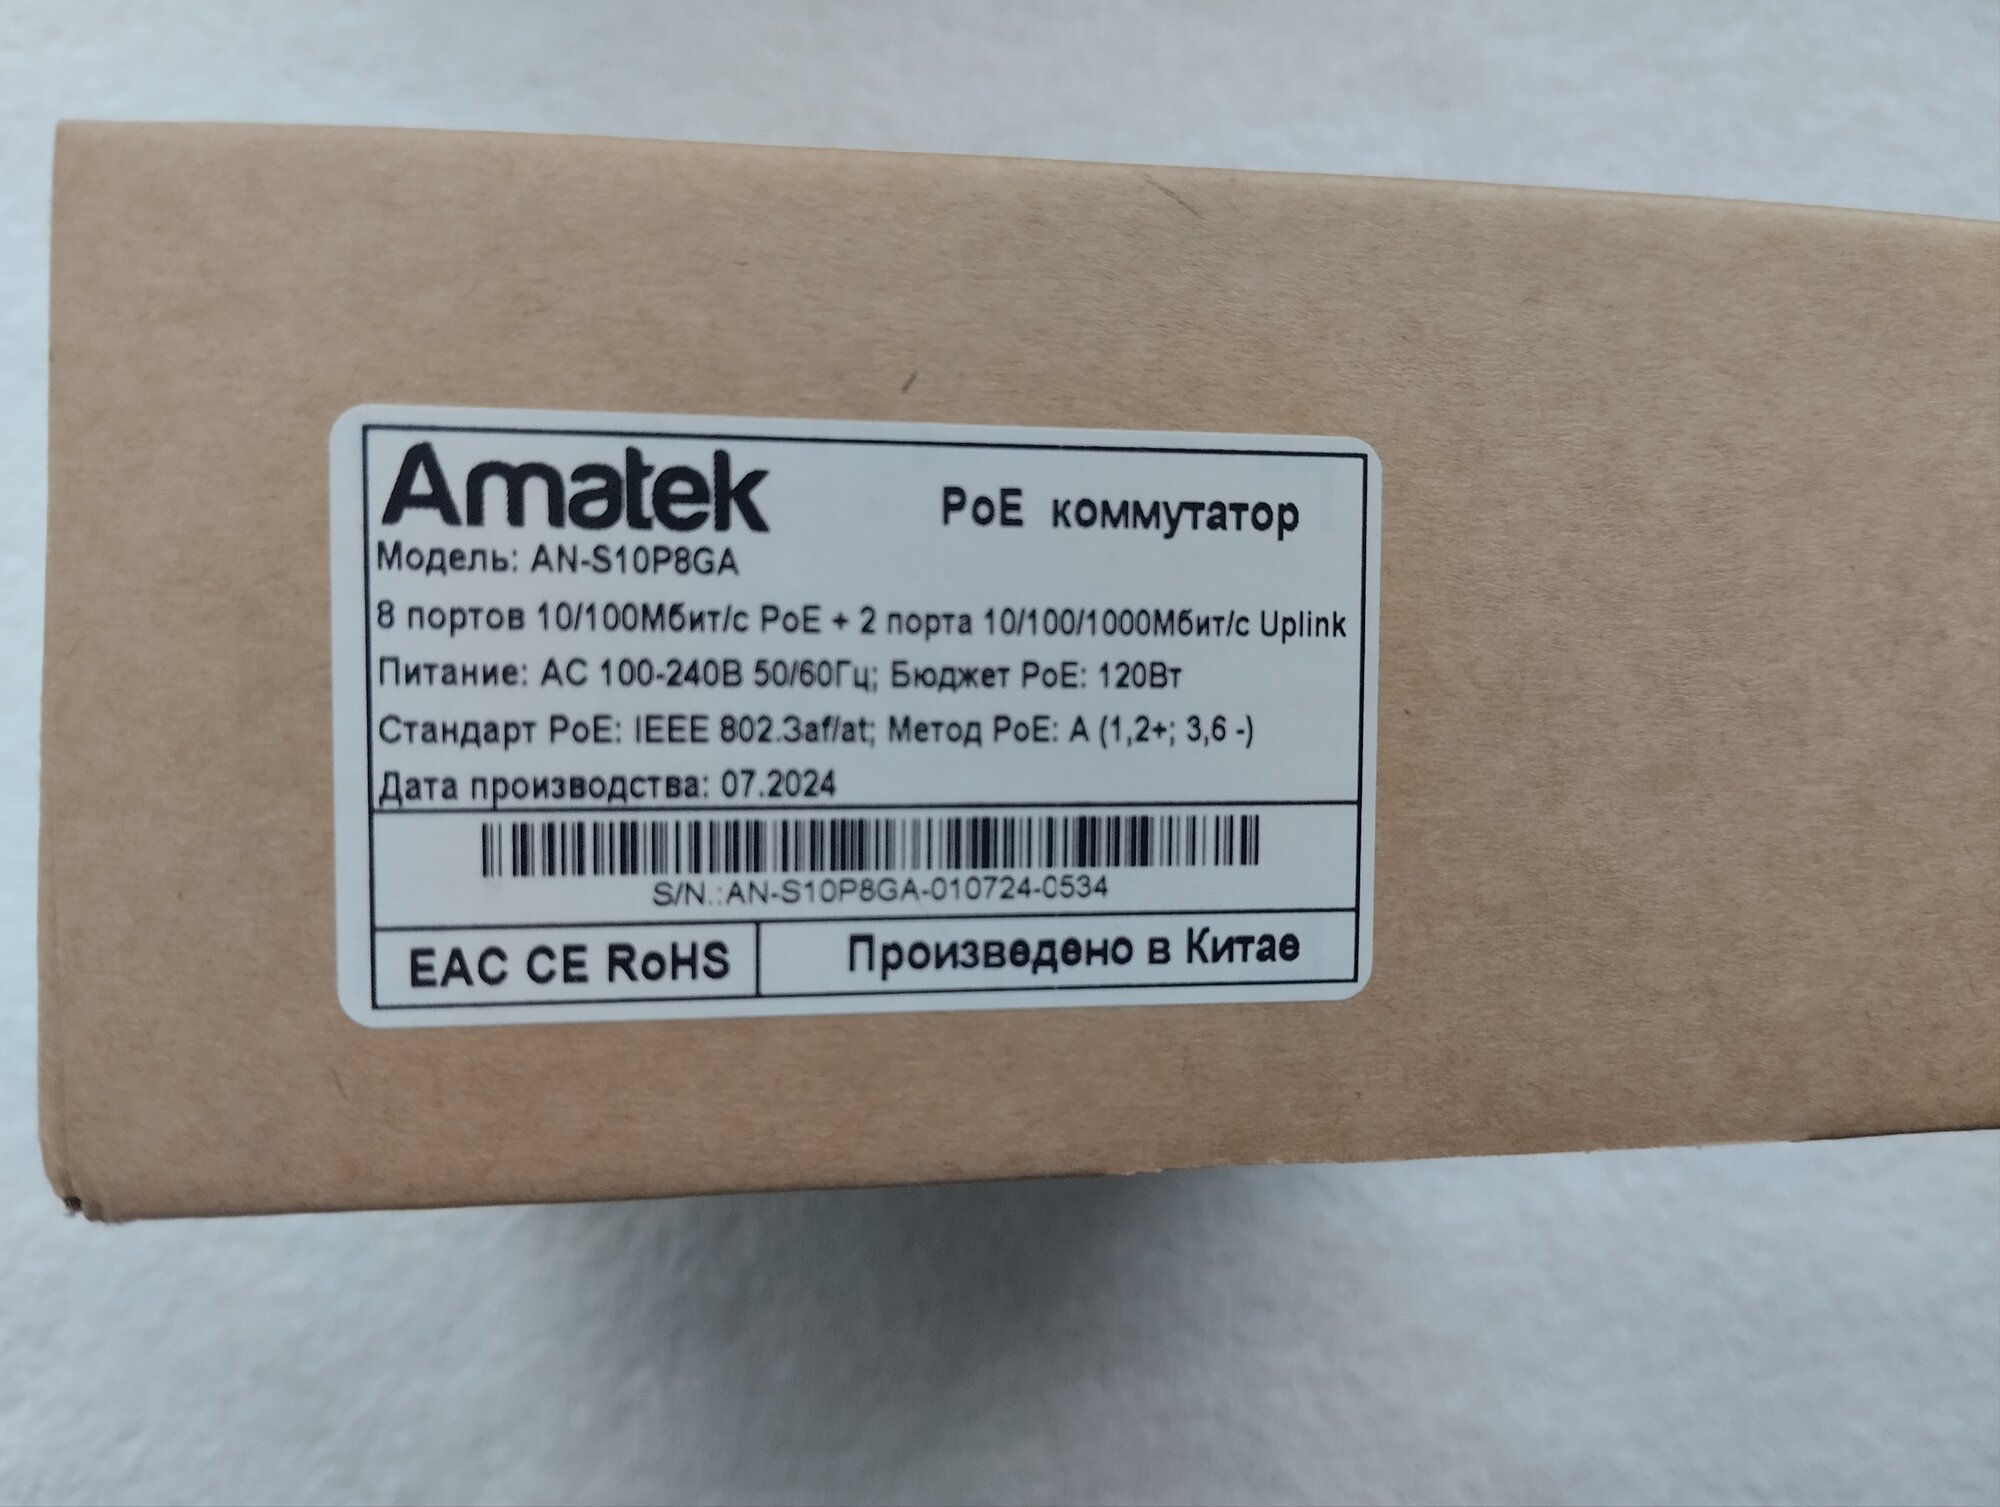 Amatek
PoE коммутатор
Модель: AN-S10P8GA
8 портов 10/100Мбит/с PoE + 2 порта 10/100/1000Мбит/с Uplink
Питание: AC 100-240В 50/60Гц; Бюджет PoE: 120Вт
Стандарт PoE: IEEE 802.3af/at; Метод PoE: A (1,2+; 3,6 -)
Дата производства: 07.2024
S/N.:AN-S10P8GA-010724-0534
EAC CE RoHS
Произведено в Китае